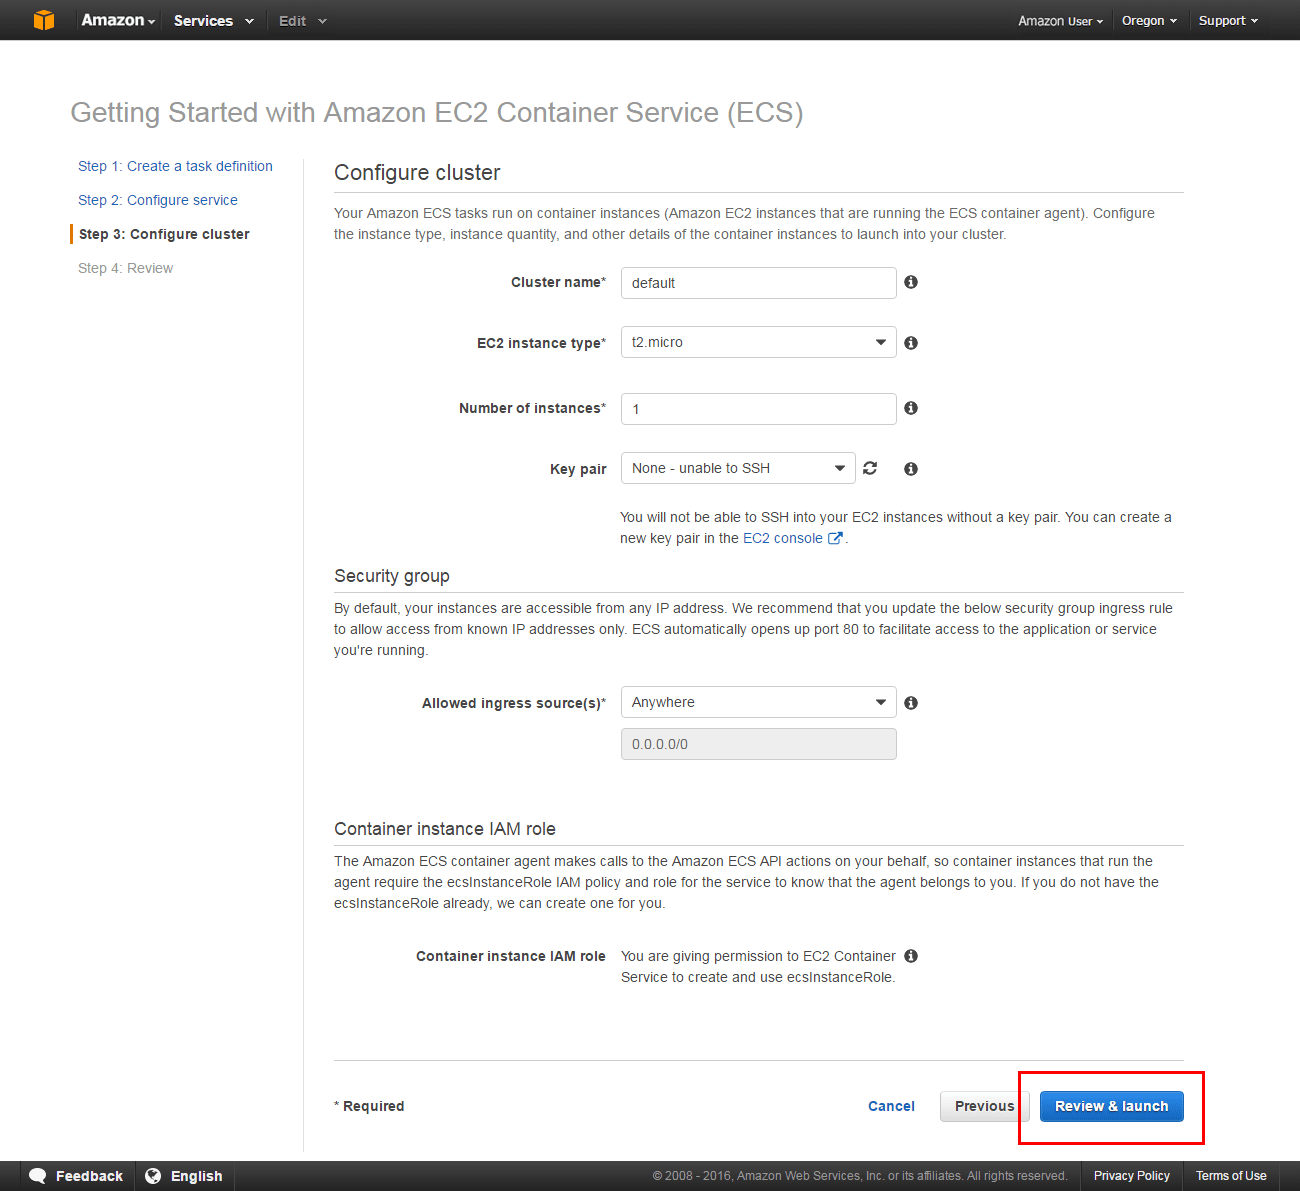 Amazon Services Edit Amazon User Oregon Support
Getting Started with Amazon EC2 Container Service (ECS)
Step 1: Create a task definition
Step 2: Configure service
Step 3: Configure cluster
Step 4: Review
Configure cluster
Your Amazon ECS tasks run on container instances (Amazon EC2 instances that are running the ECS container agent). Configure
the instance type, instance quantity, and other details of the container instances to launch into your cluster.
Cluster name* default
EC2 instance type* t2.micro
Number of instances* 1
Key pair None - unable to SSH
You will not be able to SSH into your EC2 instances without a key pair. You can create a
new key pair in the EC2 console .
Security group
By default, your instances are accessible from any IP address. We recommend that you update the below security group ingress rule
to allow access from known IP addresses only. ECS automatically opens up port 80 to facilitate access to the application or service
you're running.
Allowed ingress source(s)* Anywhere
0.0.0.0/0
Container instance IAM role
The Amazon ECS container agent makes calls to the Amazon ECS API actions on your behalf, so container instances that run the
agent require the ecsInstanceRole IAM policy and role for the service to know that the agent belongs to you. If you do not have the
ecsInstanceRole already, we can create one for you.
Container instance IAM role You are giving permission to EC2 Container
Service to create and use ecsInstanceRole.
* Required Cancel Previous Review & launch
Feedback English © 2008 - 2016, Amazon Web Services, Inc. or its affiliates. All rights reserved. Privacy Policy Terms of Use